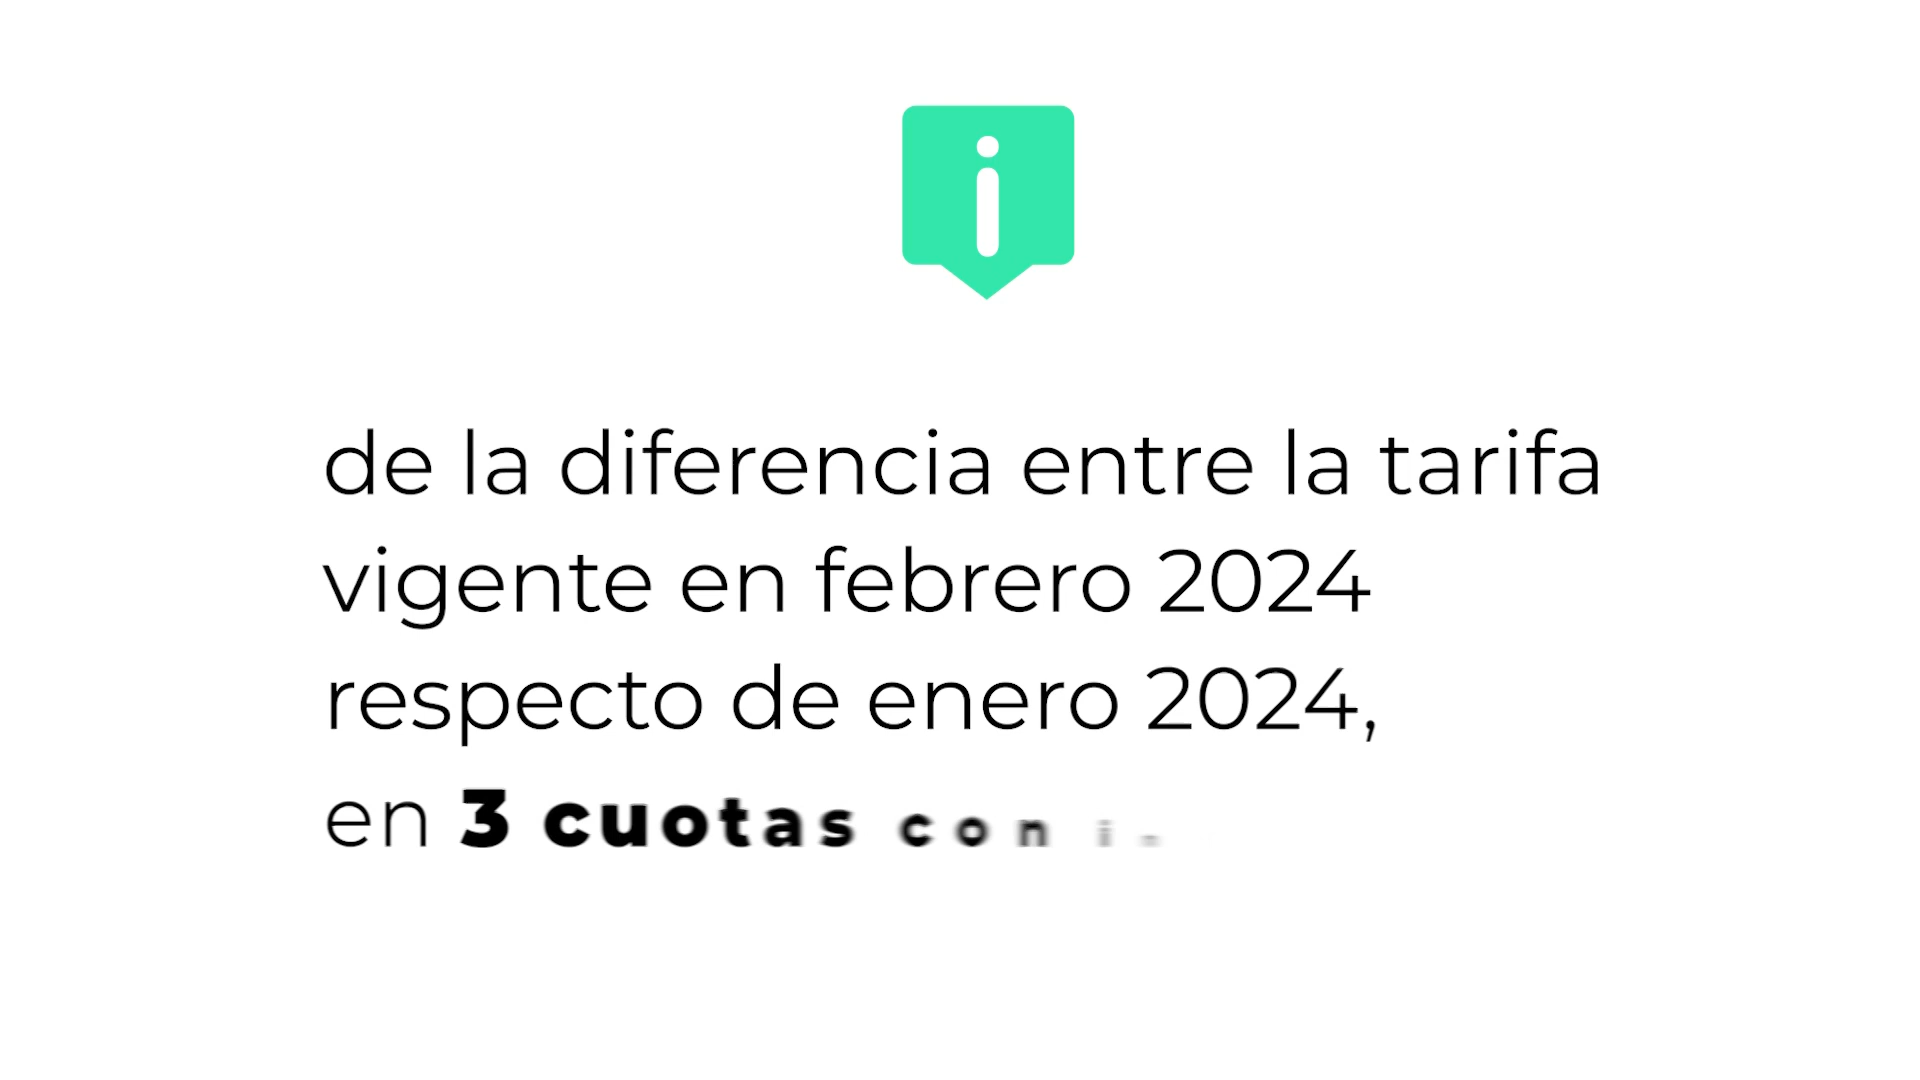 de la diferencia entre la tarifa
vigente en febrero 2024
respecto de enero 2024,
en 3 cuotas con